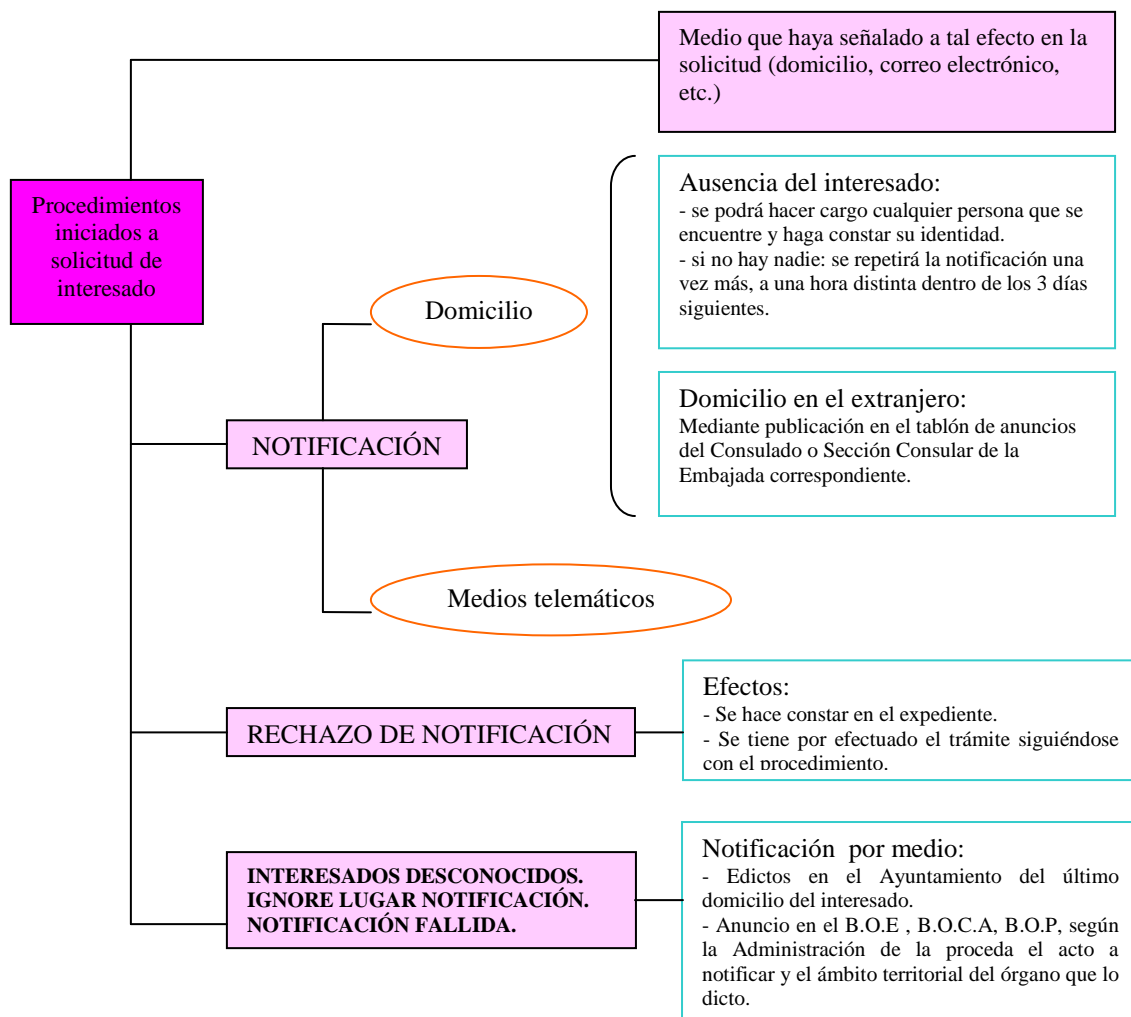 Medio que haya señalado a tal efecto en la
solicitud (domicilio, correo electrónico,
etc.)
Procedimientos
iniciados a
solicitud de
interesado
Ausencia del interesado:
- se podrá hacer cargo cualquier persona que se
encuentre y haga constar su identidad.
- si no hay nadie: se repetirá la notificación una
vez más, a una hora distinta dentro de los 3 días
siguientes.
Domicilio
Domicilio en el extranjero:
Mediante publicación en el tablón de anuncios
del Consulado o Sección Consular de la
Embajada correspondiente.
NOTIFICACIÓN
Medios telemáticos
RECHAZO DE NOTIFICACIÓN
Efectos:
- Se hace constar en el expediente.
- Se tiene por efectuado el trámite siguiéndose
con el procedimiento.
INTERESADOS DESCONOCIDOS.
IGNORE LUGAR NOTIFICACIÓN.
NOTIFICACIÓN FALLIDA.
Notificación por medio:
- Edictos en el Ayuntamiento del último
domicilio del interesado.
- Anuncio en el B.O.E , B.O.C.A, B.O.P, según
la Administración de la proceda el acto a
notificar y el ámbito territorial del órgano que lo
dicto.